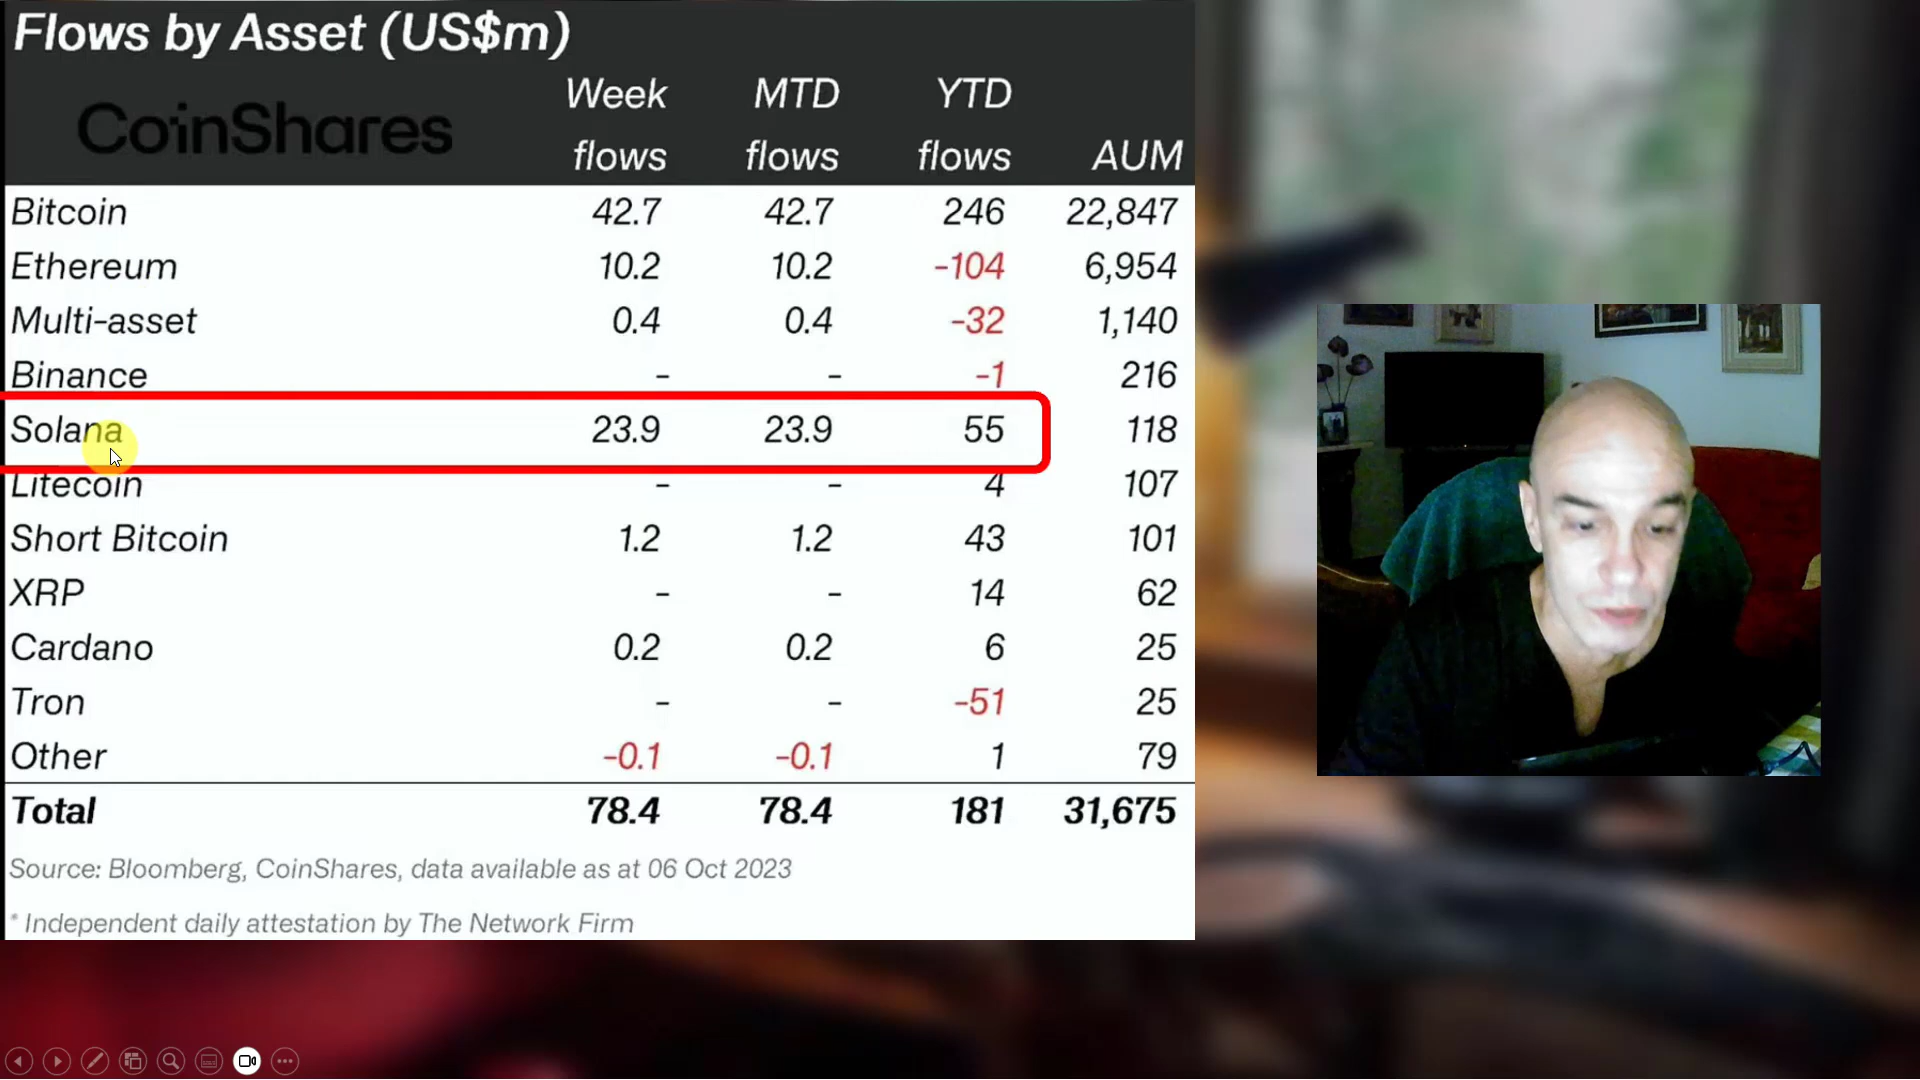 Flows by Asset (US$m)
CoinShares
Week flows MTD flows YTD flows AUM
Bitcoin 42.7 42.7 246 22,847
Ethereum 10.2 10.2 -104 6,954
Multi-asset 0.4 0.4 -32 1,140
Binance - - -1 216
Solana 23.9 23.9 55 118
Litecoin - - 4 107
Short Bitcoin 1.2 1.2 43 101
XRP - - 14 62
Cardano 0.2 0.2 6 25
Tron - - -51 25
Other -0.1 -0.1 1 79
Total 78.4 78.4 181 31,675
Source: Bloomberg, CoinShares, data available as at 06 Oct 2023
* Independent daily attestation by The Network Firm